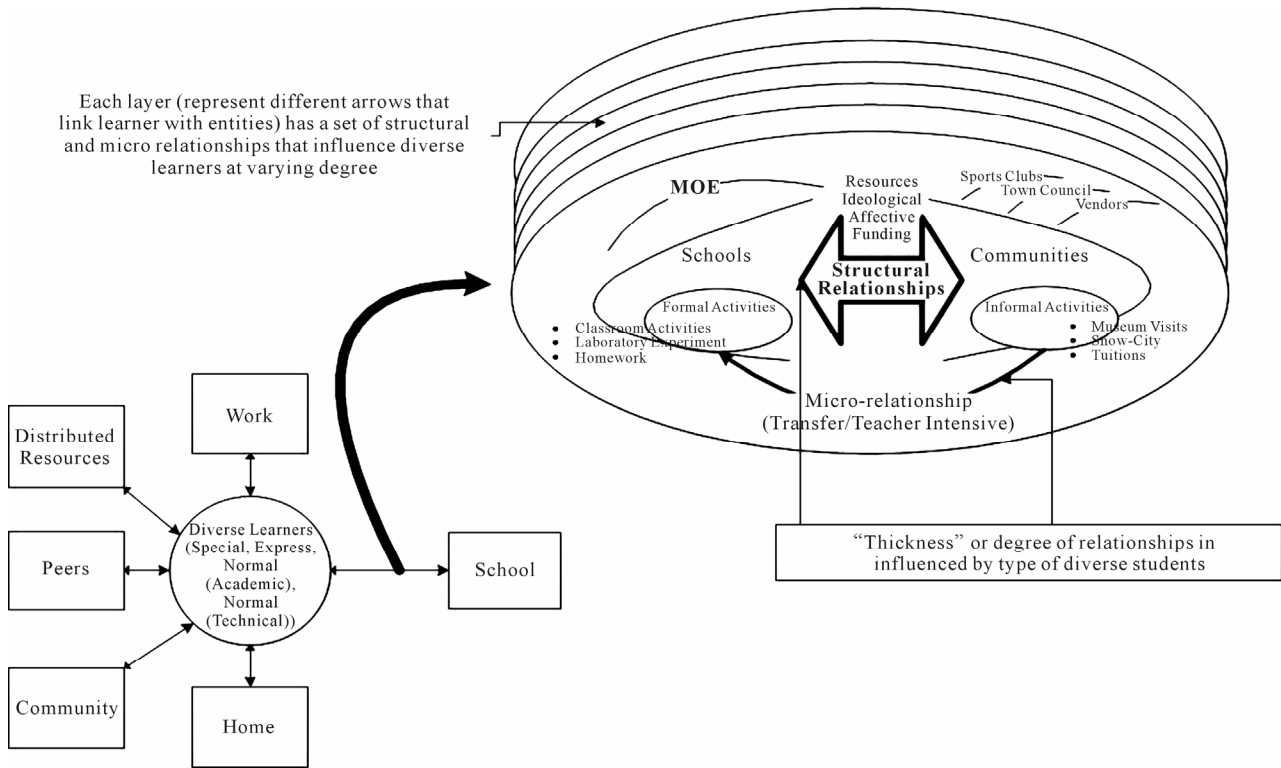 Each layer (represent different arrows that
link learner with entities) has a set of structural
and micro relationships that influence diverse
learners at varying degree
MOE
Resources
Ideological
Affective
Funding
Sports Clubs
Town Council
Vendors
Schools
Structural
Relationships
Communities
Formal Activities
• Classroom Activities
• Laboratory Experiment
• Homework
Informal Activities
• Museum Visits
• Snow-City
• Tuitions
Micro-relationship
(Transfer/Teacher Intensive)
"Thickness" or degree of relationships in
influenced by type of diverse students
Distributed
Resources
Work
Peers
Diverse Learners
(Special, Express,
Normal
(Academic),
Normal
(Technical))
School
Community
Home